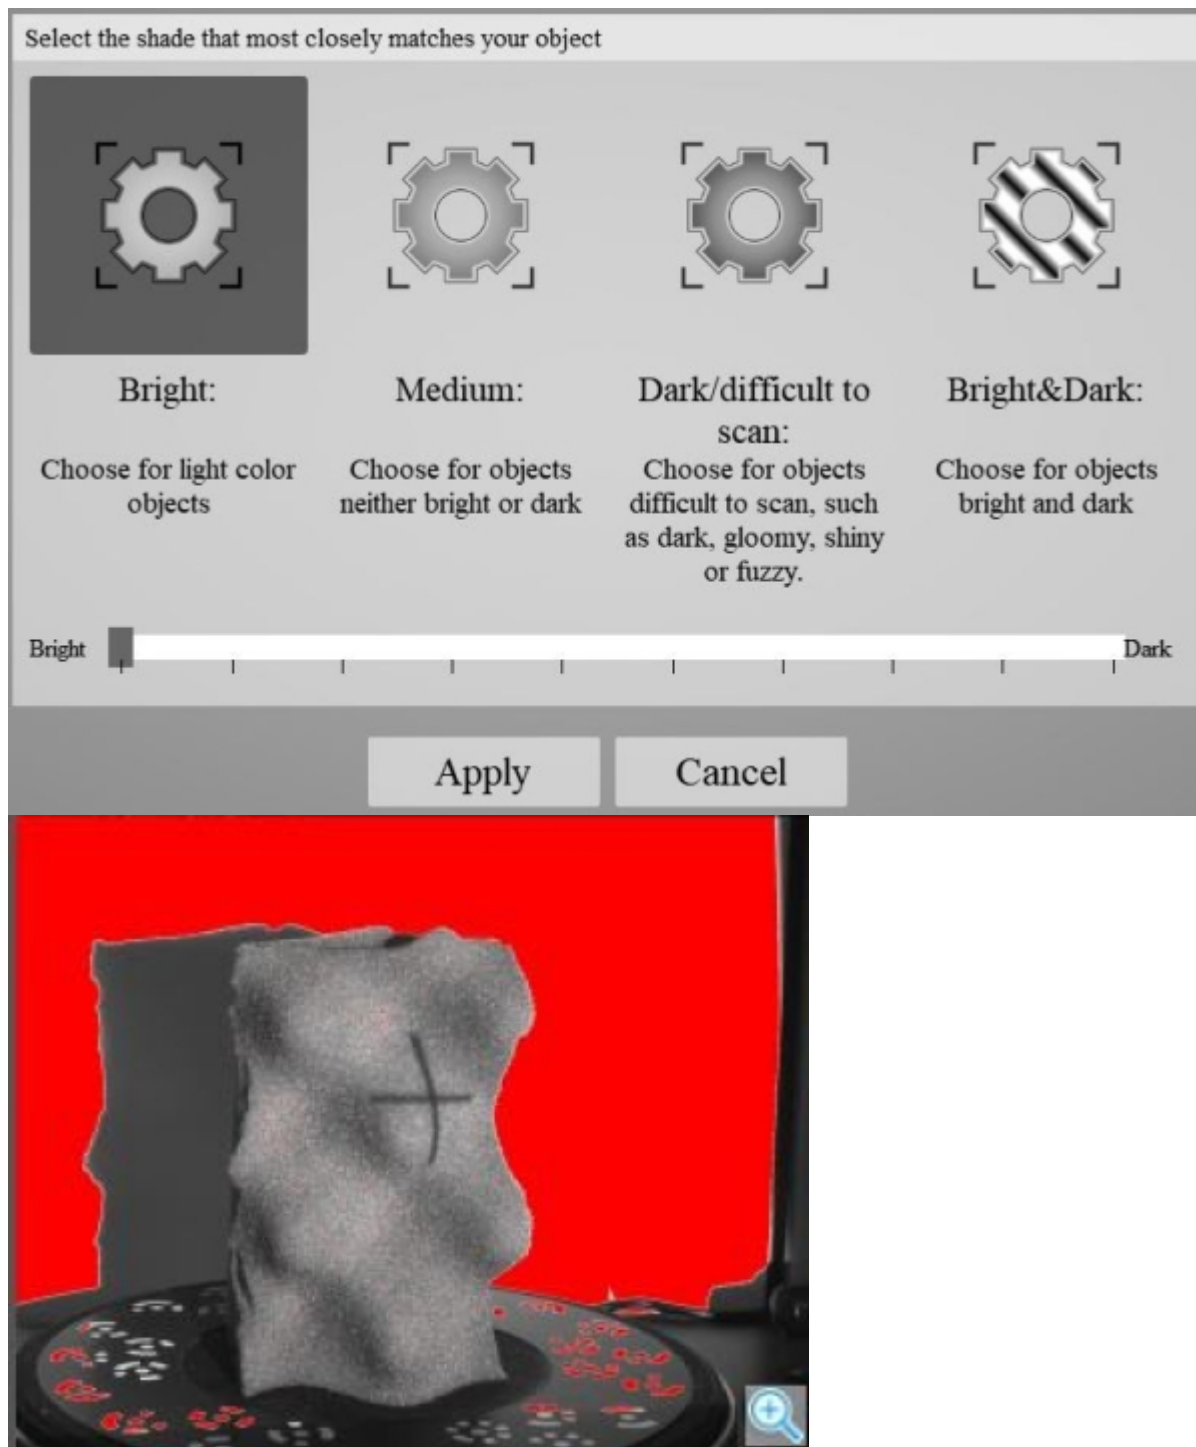 Select the shade that most closely matches your object
Bright:
Choose for light color
objects
Medium:
Choose for objects
neither bright or dark
Dark/difficult to
scan:
Choose for objects
difficult to scan, such
as dark, gloomy, shiny
or fuzzy.
Bright&Dark:
Choose for objects
bright and dark
Bright
Dark
Apply
Cancel